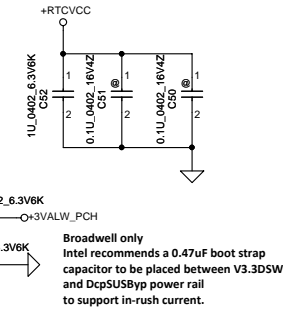 +RTCVCC
1U_0402_6.3V6K
C52
1
2
0.1U_0402_16V4Z
@
C51
1
2
0.1U_0402_16V4Z
@
C50
1
2
2_6.3V6K
+3VALW_PCH
.3V6K
Broadwell only
Intel recommends a 0.47uF boot strap
capacitor to be placed between V3.3DSW
and DcpSUSByp power rail
to support in-rush current.